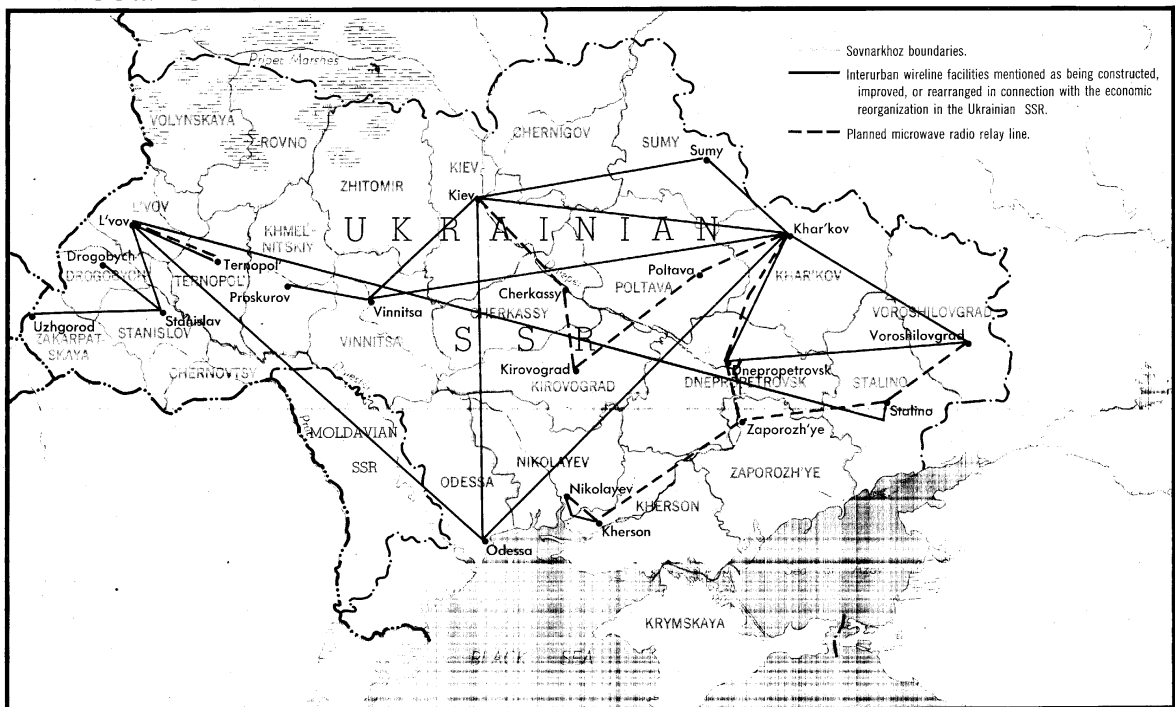 Sovnarkhoz boundaries.
Interurban wireline facilities mentioned as being constructed,
improved, or rearranged in connection with the economic
reorganization in the Ukrainian SSR.
Planned microwave radio relay line.
Pripet Marshes
VOLYNSKAYA
ROVNO
CHERNIGOV
SUMY
Sumy
KIEV
Kiev
ZHITOMIR
L'VOV
L'vov
UKRAINIAN
Khar'kov
KHMEL-
NITSKIY
Drogobych
DROGOBYCH
Ternopol'
(TERNOPOL')
Poltava
POLTAVA
KHAR'KOV
Proskurov
Cherkassy
CHERKASSY
Vinnitsa
VINNITSA
VOROSHILOVGRAD
Voroshilovgrad
Uzhgorod
ZAKARPAT-
SKAYA
Stanislav
STANISLOV
SSR
Kirovograd
KIROVOGRAD
CHERNOVTSY
Dnepropetrovsk
DNEPROPETROVSK
STALINO
Stalino
MOLDAVIAN
SSR
Zaporozh'ye
ZAPOROZH'YE
ODESSA
NIKOLAYEV
Nikolayev
KHERSON
Kherson
Odessa
KRYMSKAYA
BLACK SEA